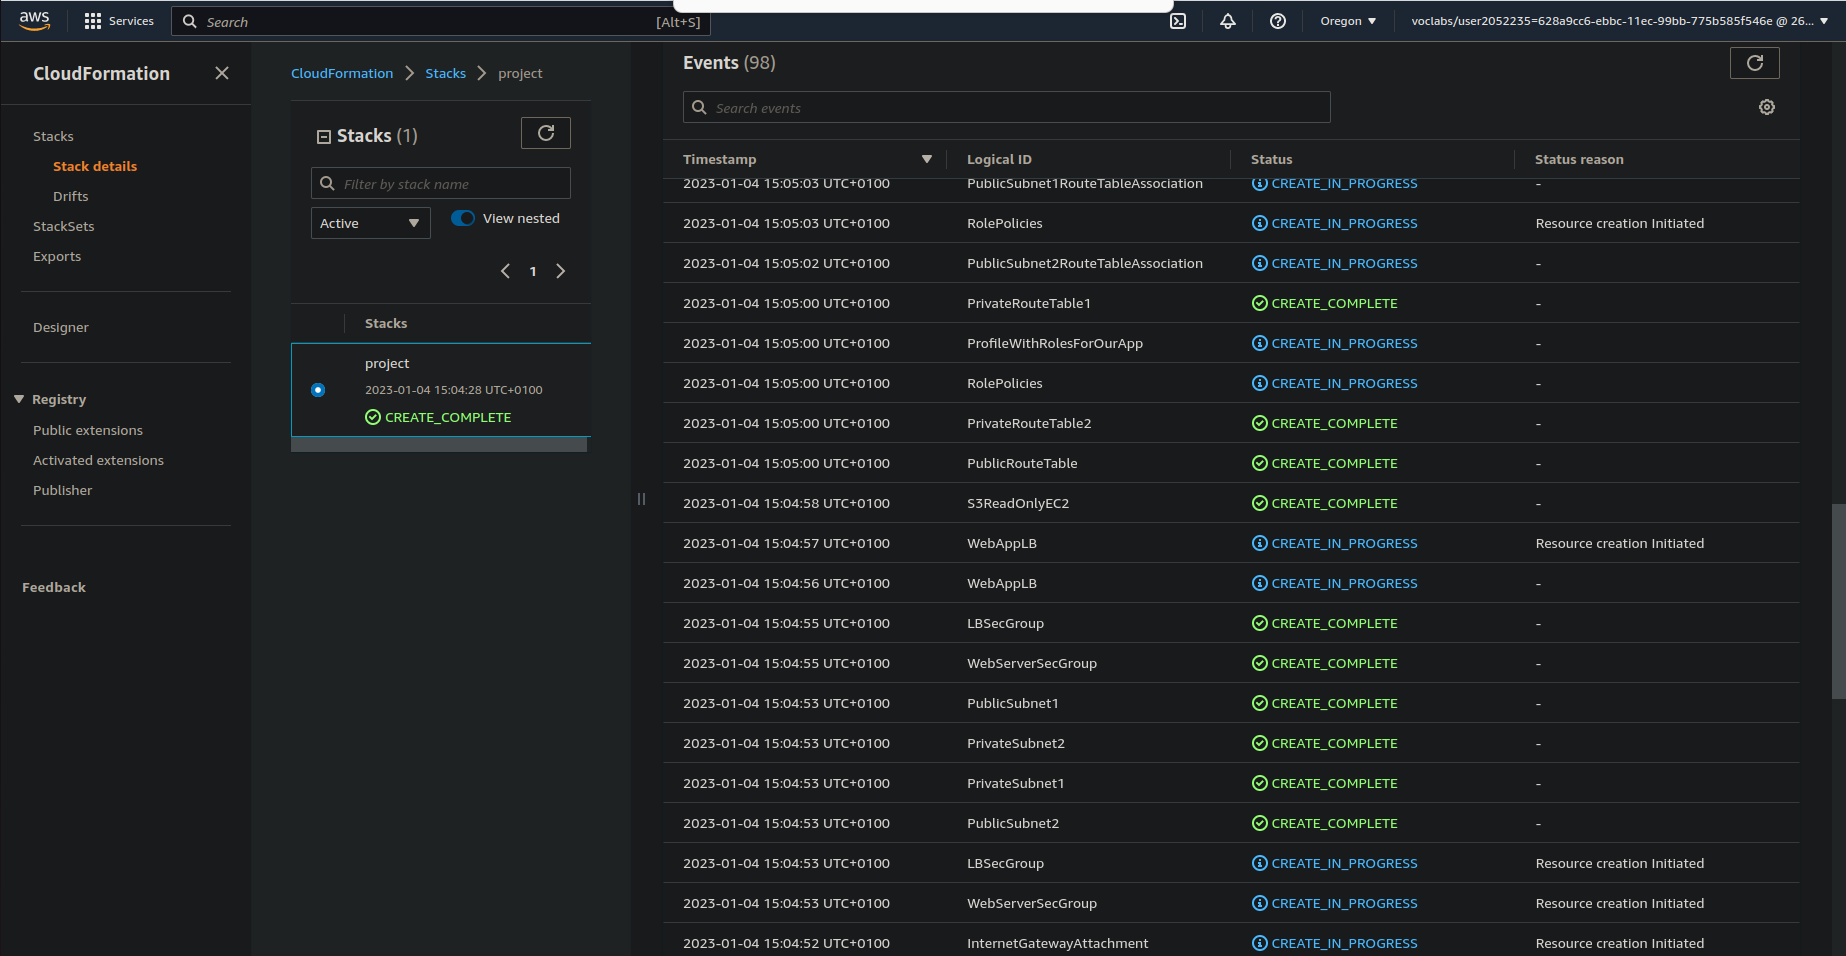 aws
Services
Search
[Alt+S]
Oregon
voclabs/user2052235=628a9cc6-ebbc-11ec-99bb-775b585f546e @ 26...
CloudFormation
Stacks
Stack details
Drifts
StackSets
Exports
Designer
Registry
Public extensions
Activated extensions
Publisher
Feedback
CloudFormation > Stacks > project
Stacks (1)
Filter by stack name
Active
View nested
1
Stacks
project
2023-01-04 15:04:28 UTC+0100
CREATE_COMPLETE
Events (98)
Search events
Timestamp Logical ID Status Status reason
2023-01-04 15:05:03 UTC+0100 PublicSubnet1RouteTableAssociation CREATE_IN_PROGRESS -
2023-01-04 15:05:03 UTC+0100 RolePolicies CREATE_IN_PROGRESS Resource creation Initiated
2023-01-04 15:05:02 UTC+0100 PublicSubnet2RouteTableAssociation CREATE_IN_PROGRESS -
2023-01-04 15:05:00 UTC+0100 PrivateRouteTable1 CREATE_COMPLETE -
2023-01-04 15:05:00 UTC+0100 ProfileWithRolesForOurApp CREATE_IN_PROGRESS -
2023-01-04 15:05:00 UTC+0100 RolePolicies CREATE_IN_PROGRESS -
2023-01-04 15:05:00 UTC+0100 PrivateRouteTable2 CREATE_COMPLETE -
2023-01-04 15:05:00 UTC+0100 PublicRouteTable CREATE_COMPLETE -
2023-01-04 15:04:58 UTC+0100 S3ReadOnlyEC2 CREATE_COMPLETE -
2023-01-04 15:04:57 UTC+0100 WebAppLB CREATE_IN_PROGRESS Resource creation Initiated
2023-01-04 15:04:56 UTC+0100 WebAppLB CREATE_IN_PROGRESS -
2023-01-04 15:04:55 UTC+0100 LBSecGroup CREATE_COMPLETE -
2023-01-04 15:04:55 UTC+0100 WebServerSecGroup CREATE_COMPLETE -
2023-01-04 15:04:53 UTC+0100 PublicSubnet1 CREATE_COMPLETE -
2023-01-04 15:04:53 UTC+0100 PrivateSubnet2 CREATE_COMPLETE -
2023-01-04 15:04:53 UTC+0100 PrivateSubnet1 CREATE_COMPLETE -
2023-01-04 15:04:53 UTC+0100 PublicSubnet2 CREATE_COMPLETE -
2023-01-04 15:04:53 UTC+0100 LBSecGroup CREATE_IN_PROGRESS Resource creation Initiated
2023-01-04 15:04:53 UTC+0100 WebServerSecGroup CREATE_IN_PROGRESS Resource creation Initiated
2023-01-04 15:04:52 UTC+0100 InternetGatewayAttachment CREATE_IN_PROGRESS Resource creation Initiated